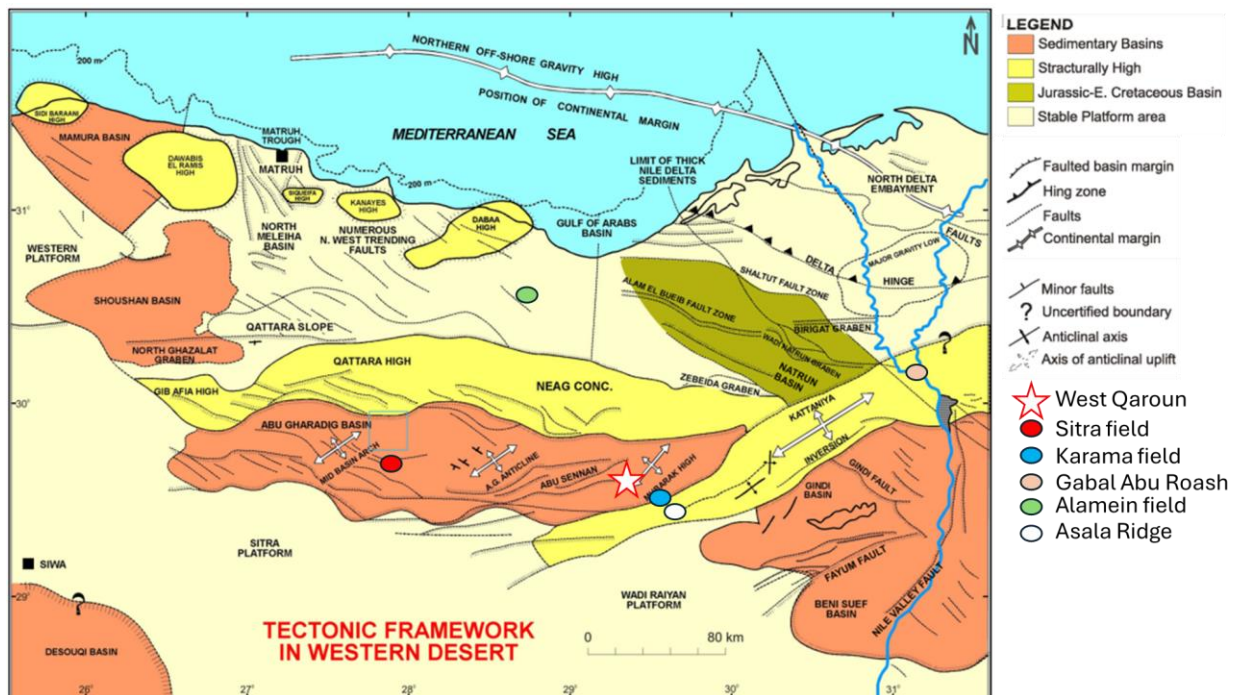 NORTHERN OFF-SHORE GRAVITY HIGH
POSITION OF CONTINENTAL MARGIN
200 m
200 m
MEDITERRANEAN SEA
N
SIDI BARAANI
HIGH
MAMURA BASIN
DAWABIS
EL RAMIS
HIGH
MATRUH
TROUGH
MATRUH
SIQUEIFA
HIGH
KANAYES
HIGH
DABAA
HIGH
LIMIT OF THICK
NILE DELTA
SEDIMENTS
NORTH DELTA
EMBAYMENT
31°
31°
NORTH
MELEIHA
BASIN
NUMEROUS
N. WEST TRENDING
FAULTS
GULF OF ARABS
BASIN
WESTERN
PLATFORM
MAJOR GRAVITY LOW
FAULTS
DELTA
HINGE
SHALTUT FAULT ZONE
SHOUSHAN BASIN
ALAM EL BUEIB FAULT ZONE
BIRIGAT GRABEN
QATTARA SLOPE
WADI NATRUN GRABEN
NORTH GHAZALAT
GRABEN
QATTARA HIGH
NATRUN
BASIN
GIB AFIA HIGH
NEAG CONC.
ZEBEIDA GRABEN
30°
30°
KATTANIYA
INVERSION
ABU GHARADIG BASIN
MID BASIN ARCH
A.G. ANTICLINE
ABU SENNAN
MUBARAK HIGH
GINDI
BASIN
GINDI FAULT
SITRA
PLATFORM
SIWA
FAYUM FAULT
29°
29°
WADI RAIYAN
PLATFORM
BENI SUEF
BASIN
NILE VALLEY FAULT
TECTONIC FRAMEWORK
IN WESTERN DESERT
0 80 km
DESOUQI BASIN
26° 27° 28° 29° 30° 31°
LEGEND
Sedimentary Basins
Stracturally High
Jurassic-E. Cretaceous Basin
Stable Platform area
Faulted basin margin
Hing zone
Faults
Continental margin
Minor faults
? Uncertified boundary
Anticlinal axis
Axis of anticlinal uplift
West Qaroun
Sitra field
Karama field
Gabal Abu Roash
Alamein field
Asala Ridge